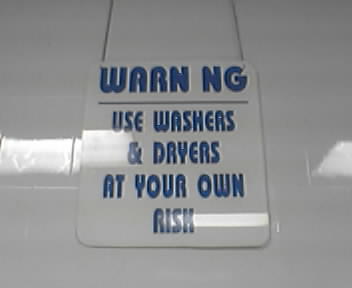 WARN NG
USE WASHERS
& DRYERS
AT YOUR OWN
RISK